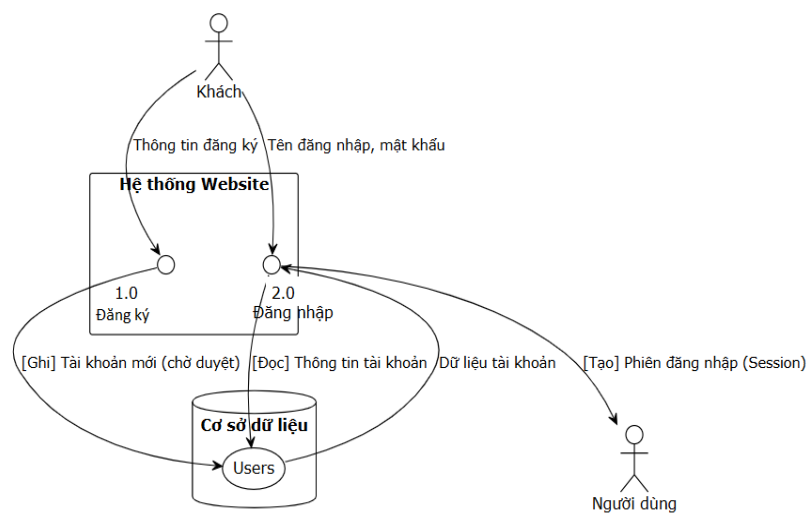 Khách
Thông tin đăng ký
Tên đăng nhập, mật khẩu
Hệ thống Website
1.0
Đăng ký
2.0
Đăng nhập
[Ghi] Tài khoản mới (chờ duyệt)
[Đọc] Thông tin tài khoản
Dữ liệu tài khoản
[Tạo] Phiên đăng nhập (Session)
Cơ sở dữ liệu
Users
Người dùng